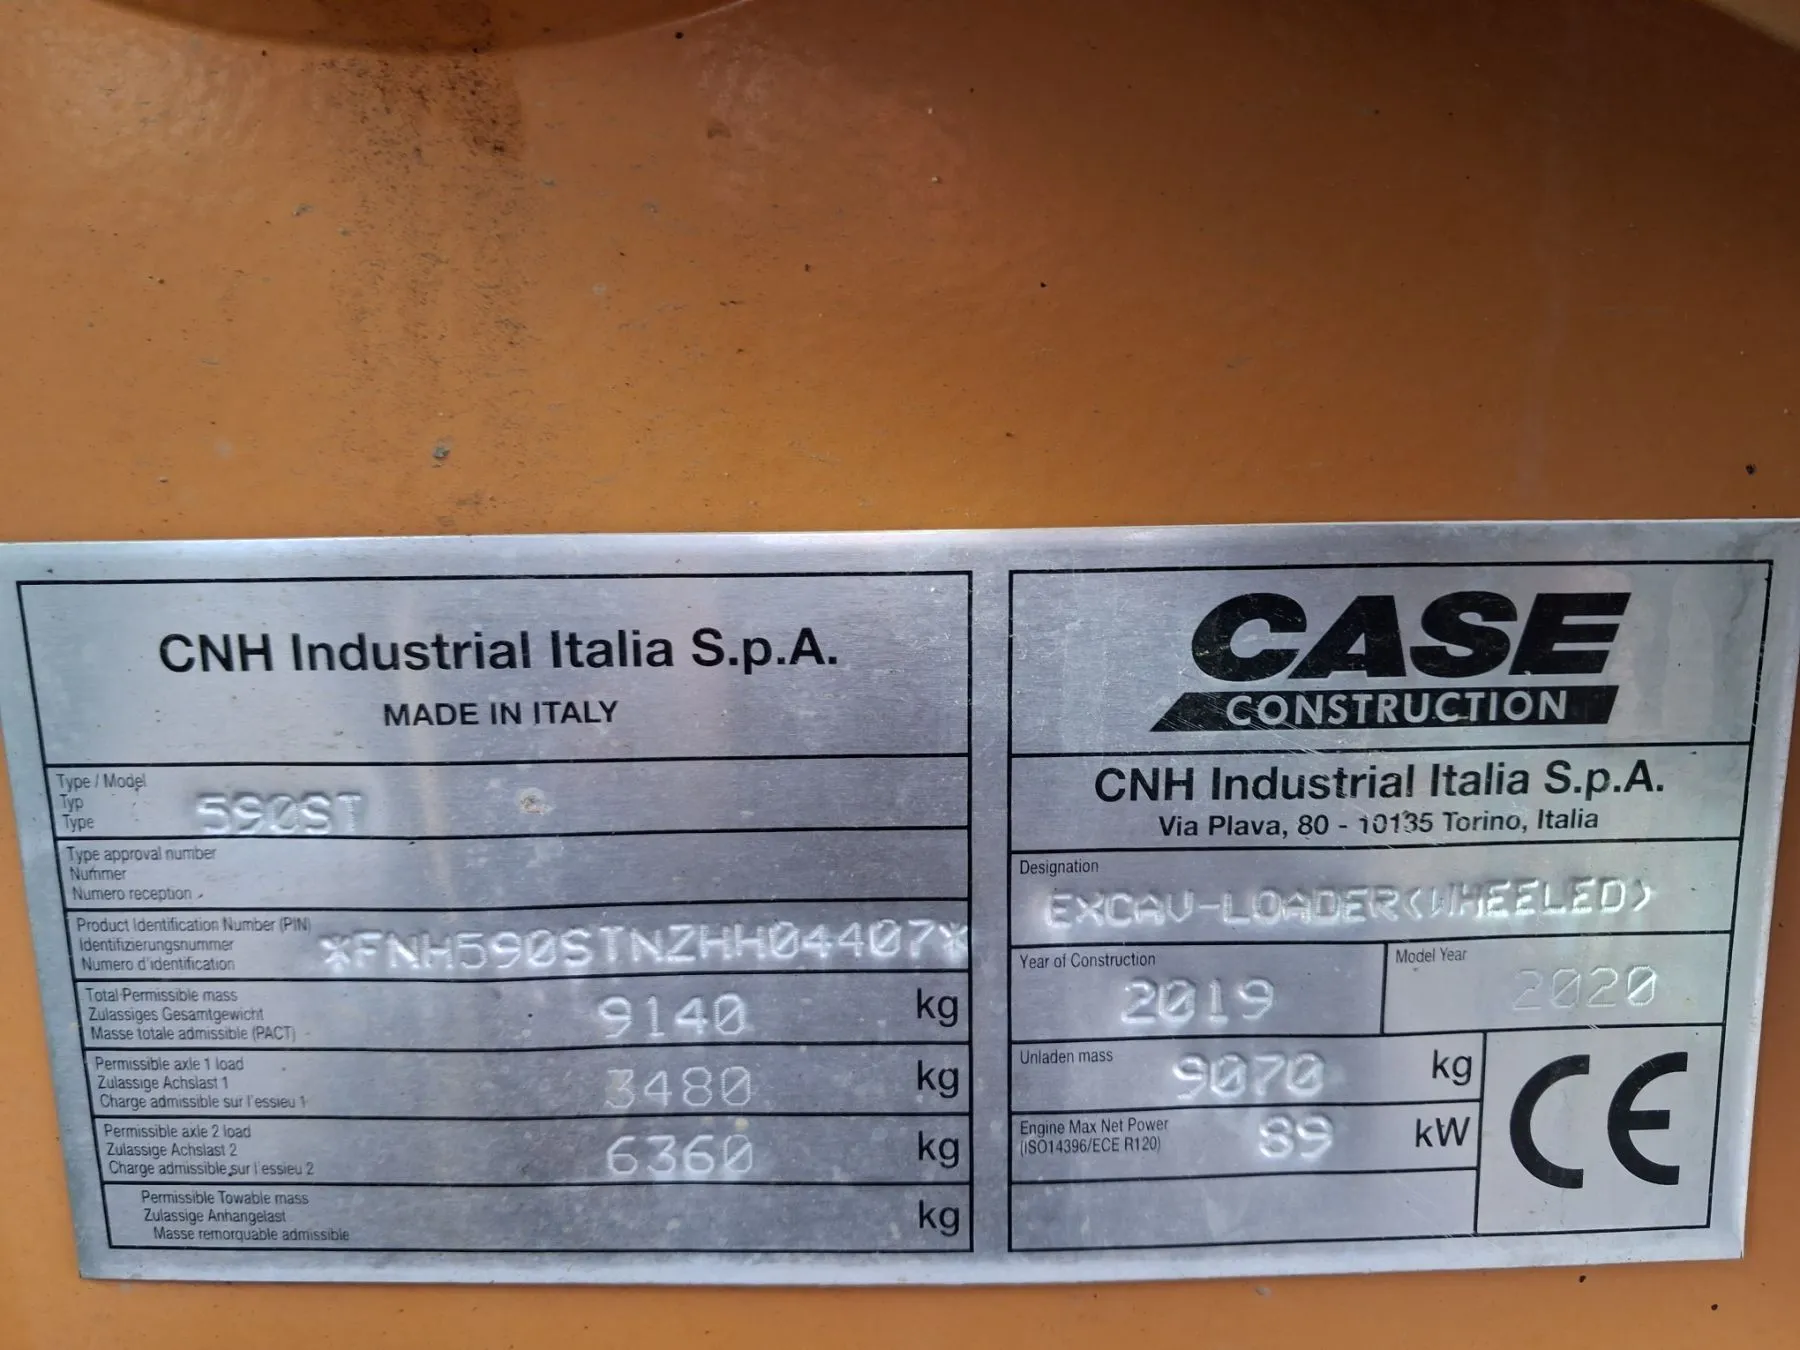 CNH Industrial Italia S.p.A.
MADE IN ITALY
Type / Model
Typ
Type
590ST
Type approval number
Nummer
Numero reception
Product Identification Number (PIN)
Identifizierungsnummer
Numero d'identification
*FNH590STNZHH04407*
Total Permissible mass
Zulassiges Gesamtgewicht
Masse totale admissible (PACT)
9140 kg
Permissible axle 1 load
Zulassige Achslast 1
Charge admissible sur l'essieu 1
3480 kg
Permissible axle 2 load
Zulassige Achslast 2
Charge admissible sur l'essieu 2
6360 kg
Permissible Towable mass
Zulassige Anhangelast
Masse remorquable admissible
kg
CASE
CONSTRUCTION
CNH Industrial Italia S.p.A.
Via Plava, 80 - 10135 Torino, Italia
Designation
EXCAV-LOADER<WHEELED>
Year of Construction
2019
Model Year
2020
Unladen mass
9070 kg
Engine Max Net Power
(ISO14396/ECE R120)
89 kW
CE